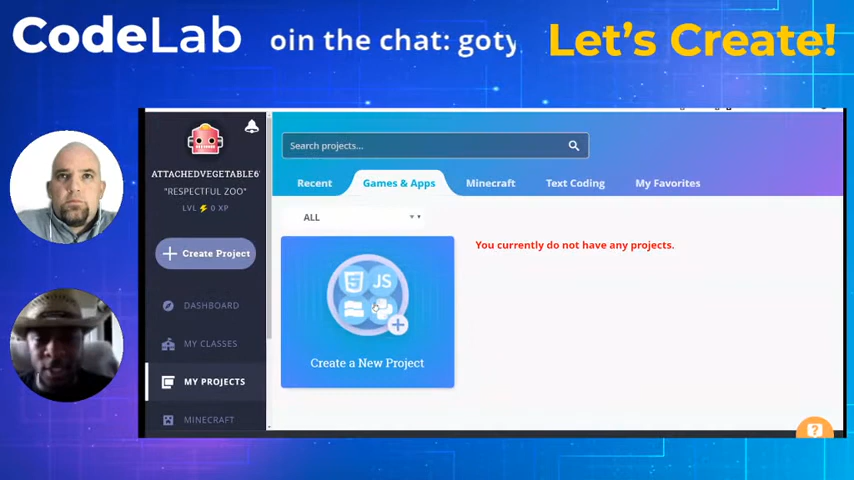 CodeLab
oin the chat: goty
Let's Create!
Search projects...
ATTACHEDVEGETABLE6
"RESPECTFUL ZOO"
LVL 0 XP
Recent
Games & Apps
Minecraft
Text Coding
My Favorites
ALL
+ Create Project
You currently do not have any projects.
JS
Create a New Project
DASHBOARD
MY CLASSES
MY PROJECTS
MINECRAFT